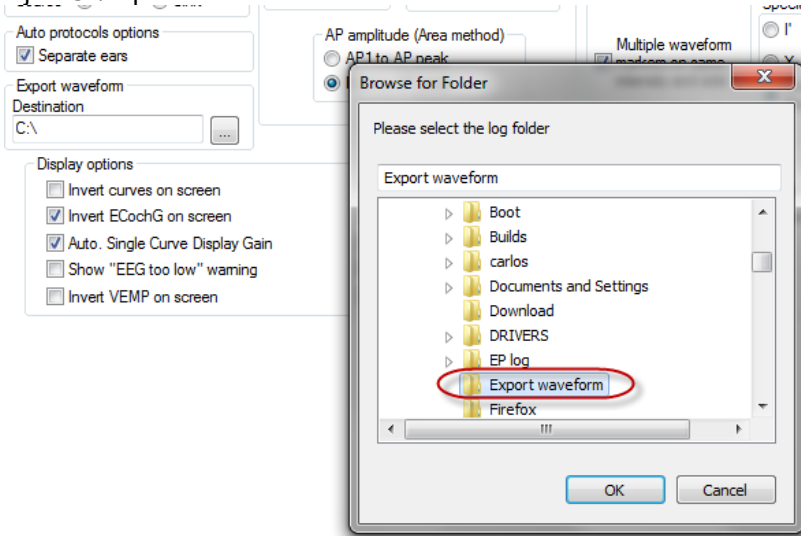 Auto protocols options
Separate ears
Export waveform
Destination
C:\
...
AP amplitude (Area method)
AP1 to AP peak
Multiple waveform
Display options
Invert curves on screen
Invert ECochG on screen
Auto. Single Curve Display Gain
Show "EEG too low" warning
Invert VEMP on screen
Browse for Folder
Please select the log folder
Export waveform
Boot
Builds
carlos
Documents and Settings
Download
DRIVERS
EP log
Export waveform
Firefox
OK
Cancel